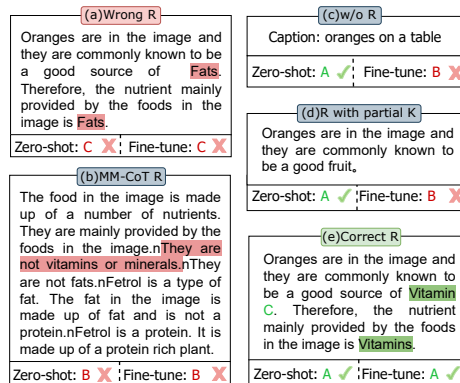 (a)Wrong R
Oranges are in the image and
they are commonly known to be
a good source of Fats.
Therefore, the nutrient mainly
provided by the foods in the
image is Fats.
Zero-shot: C ✗ Fine-tune: C ✗
(b)MM-CoT R
The food in the image is made
up of a number of nutrients.
They are mainly provided by the
foods in the image.nThey are
not vitamins or minerals.nThey
are not fats.nFetrol is a type of
fat. The fat in the image is
made up of fat and is not a
protein.nFetrol is a protein. It is
made up of a protein rich plant.
Zero-shot: B ✗ Fine-tune: B ✗
(c)w/o R
Caption: oranges on a table
Zero-shot: A ✓ Fine-tune: B ✗
(d)R with partial K
Oranges are in the image and
they are commonly known to
be a good fruit。
Zero-shot: A ✓ Fine-tune: B ✗
(e)Correct R
Oranges are in the image and
they are commonly known to
be a good source of Vitamin
C. Therefore, the nutrient
mainly provided by the foods
in the image is Vitamins.
Zero-shot: A ✓ Fine-tune: A ✓